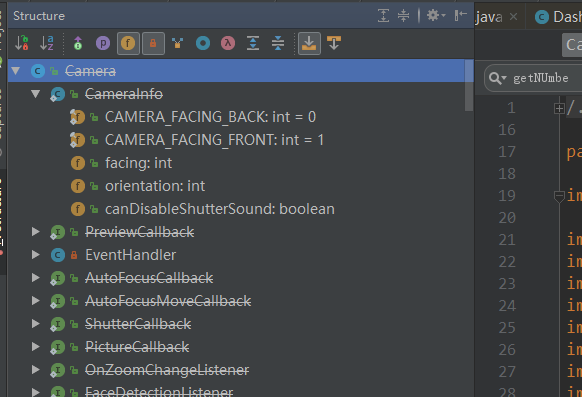 Structure
.java
Dash
Ca
getNUmbe
Camera
CameraInfo
CAMERA_FACING_BACK: int = 0
CAMERA_FACING_FRONT: int = 1
facing: int
orientation: int
canDisableShutterSound: boolean
PreviewCallback
EventHandler
AutoFocusCallback
AutoFocusMoveCallback
ShutterCallback
PictureCallback
OnZoomChangeListener
FaceDetectionListener
Captures
1 /.
16
17 pa
18
19 im
20
21 im
22 im
23 im
24 im
25 im
26 im
27 im
28 im